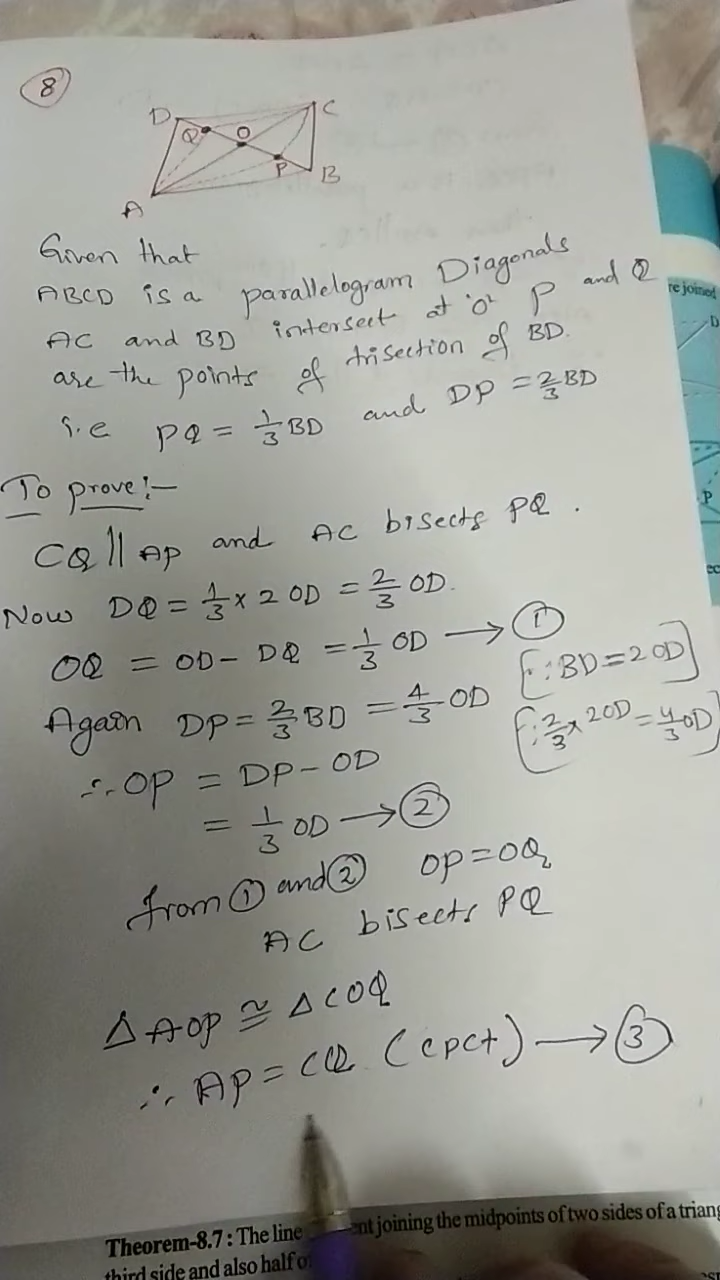 8
D
C
Q
O
P
B
A
Given that
ABCD is a parallelogram Diagonals
AC and BD intersect at 'O' P and Q
are the points of trisection of BD.
i.e PQ = 1/3 BD and DP = 2/3 BD
To prove:-
CQ || AP and AC bisects PQ.
Now DQ = 1/3 × 2 OD = 2/3 OD.
OQ = OD - DQ = 1/3 OD → ①
[∵ BD = 2OD]
Again DP = 2/3 BD = 4/3 OD
[∵ 2/3 × 2OD = 4/3 OD]
∴ OP = DP - OD
= 1/3 OD → ②
from ① and ② OP = OQ
AC bisects PQ
△AOP ≅ △COQ
∴ AP = CQ (cpct) → ③
re joined
D
P
Theorem-8.7 : The line ent joining the midpoints of two sides of a triang
third side and also half o